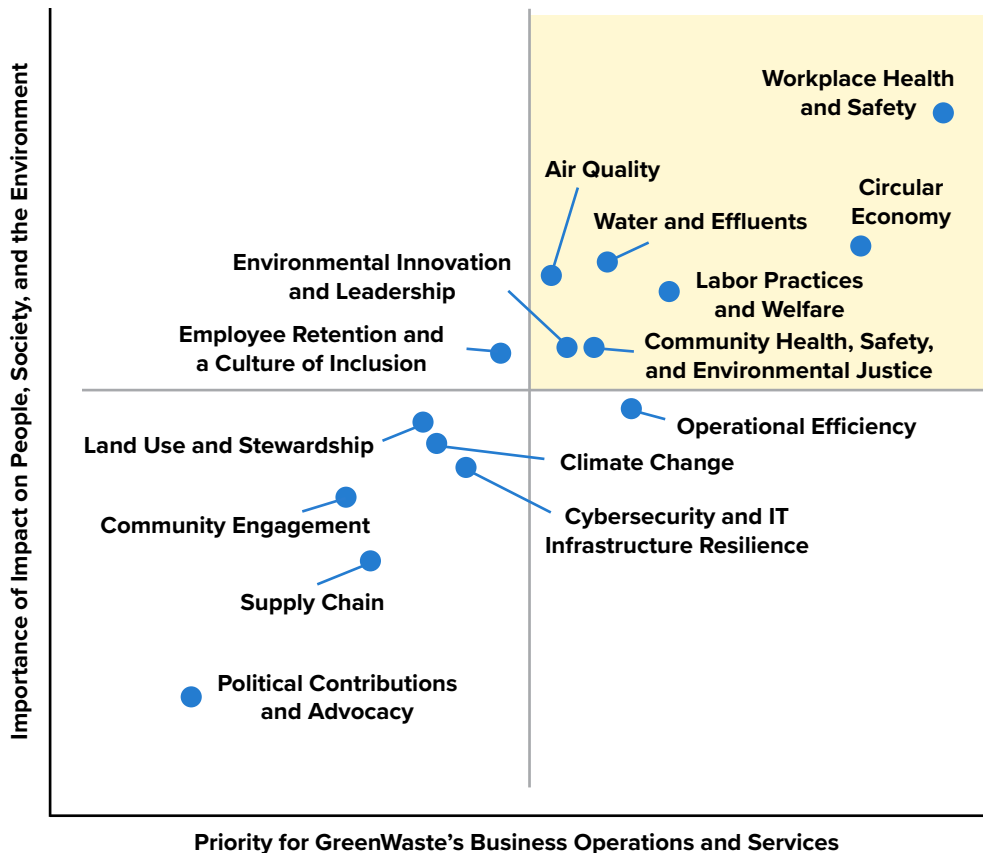 Importance of Impact on People, Society, and the Environment
Workplace Health
and Safety
Air Quality
Circular
Economy
Water and Effluents
Environmental Innovation
and Leadership
Labor Practices
and Welfare
Employee Retention and
a Culture of Inclusion
Community Health, Safety,
and Environmental Justice
Operational Efficiency
Land Use and Stewardship
Climate Change
Community Engagement
Cybersecurity and IT
Infrastructure Resilience
Supply Chain
Political Contributions
and Advocacy
Priority for GreenWaste’s Business Operations and Services